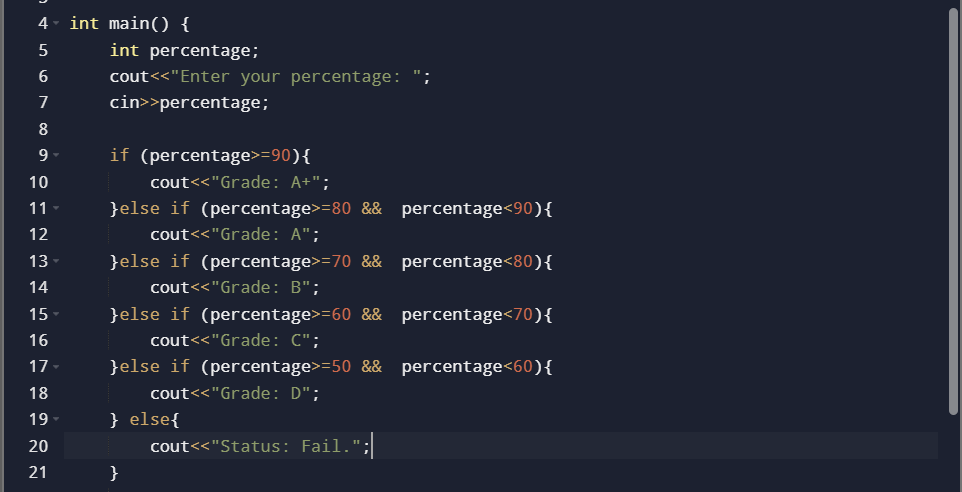 4 int main() {
5 int percentage;
6 cout<<"Enter your percentage: ";
7 cin>>percentage;
8
9 if (percentage>=90){
10 cout<<"Grade: A+";
11 }else if (percentage>=80 &&  percentage<90){
12 cout<<"Grade: A";
13 }else if (percentage>=70 &&  percentage<80){
14 cout<<"Grade: B";
15 }else if (percentage>=60 &&  percentage<70){
16 cout<<"Grade: C";
17 }else if (percentage>=50 &&  percentage<60){
18 cout<<"Grade: D";
19 } else{
20 cout<<"Status: Fail.";
21 }